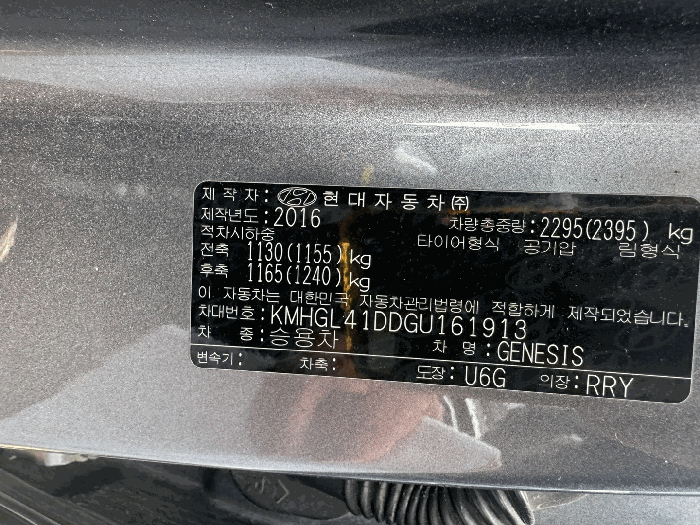 제 작 자 : 현 대 자 동 차 ㈜
제작년도 : 2016 차량총중량 : 2295(2395) kg
적차시하중 타이어형식 공기압 림형식
전축 1130(1155) kg
후축 1165(1240) kg
이 자동차는 대한민국 자동차관리법령에 적합하게 제작되었습니다.
차대번호 : KMHGL41DDGU161913
차 종 : 승용차 차 명 : GENESIS
변속기 : 차축 : 도장 : U6G 이장 : RRY